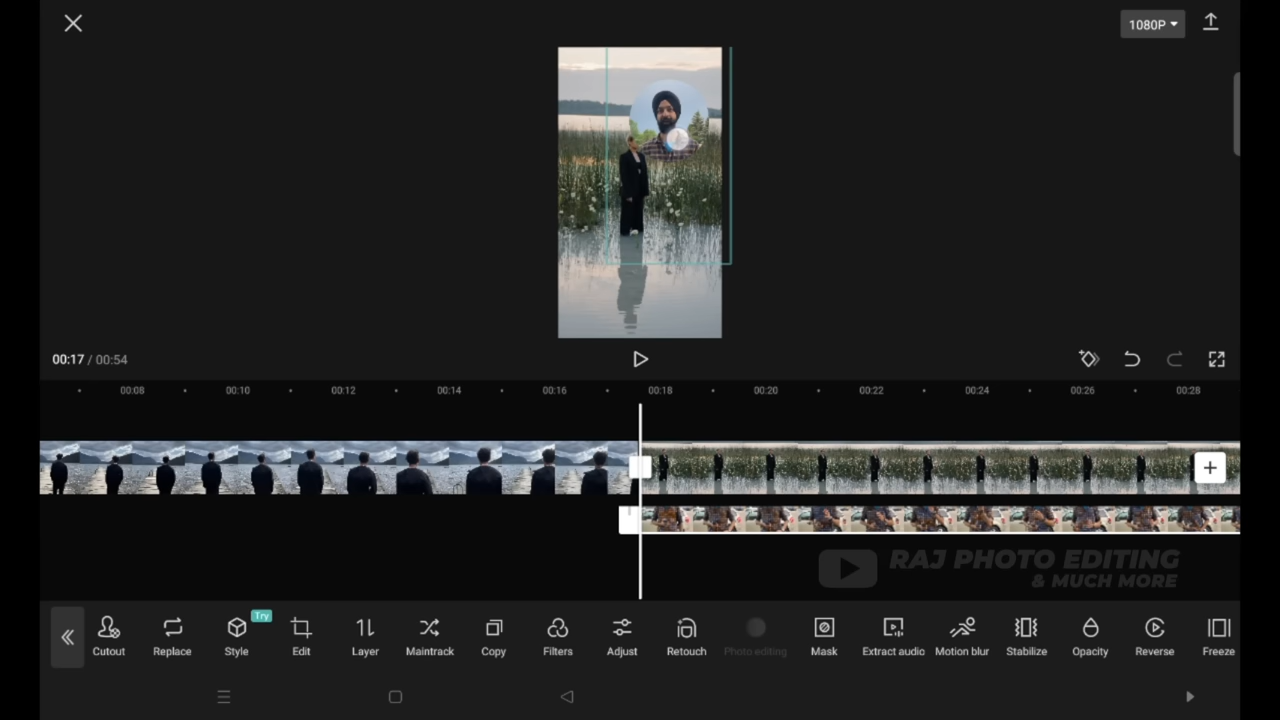 1080P
00:17 / 00:54
00:08 00:10 00:12 00:14 00:16 00:18 00:20 00:22 00:24 00:26 00:28
RAJ PHOTO EDITING
& MUCH MORE
Try
Cutout Replace Style Edit Layer Maintrack Copy Filters Adjust Retouch Photo editing Mask Extract audio Motion blur Stabilize Opacity Reverse Freeze